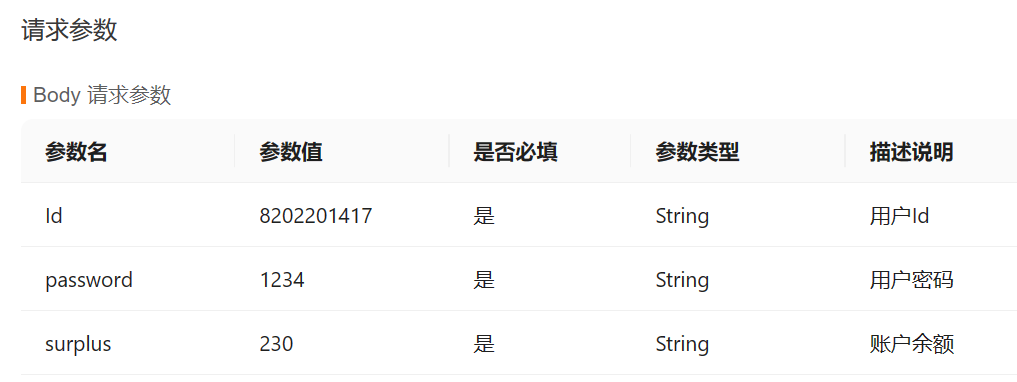 请求参数
Body 请求参数
参数名 参数值 是否必填 参数类型 描述说明
Id 8202201417 是 String 用户Id
password 1234 是 String 用户密码
surplus 230 是 String 账户余额